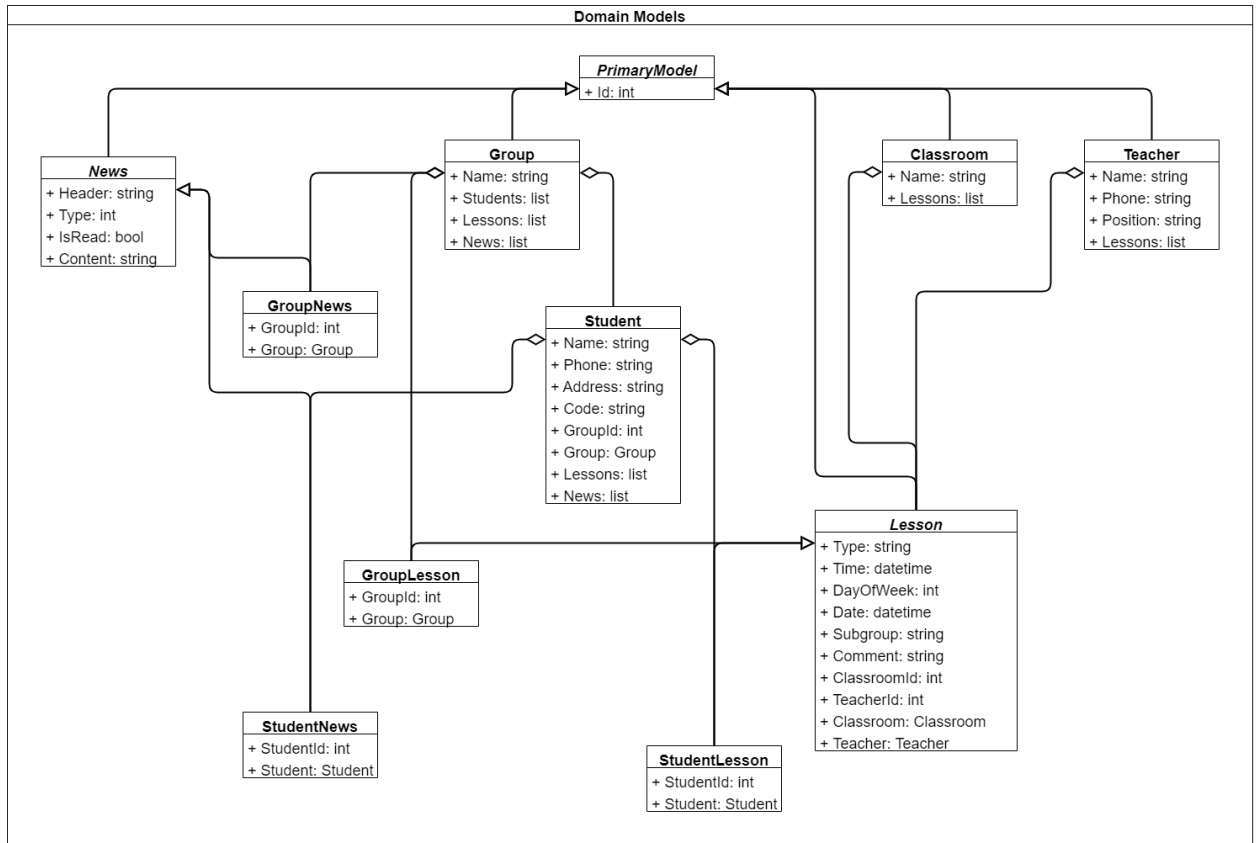 Domain Models
PrimaryModel
+ Id: int
News
+ Header: string
+ Type: int
+ IsRead: bool
+ Content: string
Group
+ Name: string
+ Students: list
+ Lessons: list
+ News: list
Classroom
+ Name: string
+ Lessons: list
Teacher
+ Name: string
+ Phone: string
+ Position: string
+ Lessons: list
GroupNews
+ GroupId: int
+ Group: Group
Student
+ Name: string
+ Phone: string
+ Address: string
+ Code: string
+ GroupId: int
+ Group: Group
+ Lessons: list
+ News: list
Lesson
+ Type: string
+ Time: datetime
+ DayOfWeek: int
+ Date: datetime
+ Subgroup: string
+ Comment: string
+ ClassroomId: int
+ TeacherId: int
+ Classroom: Classroom
+ Teacher: Teacher
GroupLesson
+ GroupId: int
+ Group: Group
StudentNews
+ StudentId: int
+ Student: Student
StudentLesson
+ StudentId: int
+ Student: Student